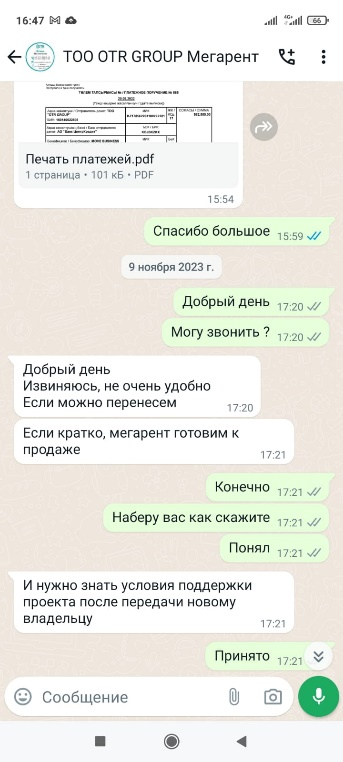 16:47
4G+
66
ТОО OTR GROUP Мегарент
"OTR GROUP"
Печать платежей.pdf
1 страница • 101 кБ • PDF
15:54
Спасибо большое 15:59
9 ноября 2023 г.
Добрый день 17:20
Могу звонить ? 17:20
Добрый день
Извиняюсь, не очень удобно
Если можно перенесем 17:20
Если кратко, мегарент готовим к
продаже 17:21
Конечно 17:21
Наберу вас как скажите 17:21
Понял 17:21
И нужно знать условия поддержки
проекта после передачи новому
владельцу 17:21
Принято 17:21
Сообщение